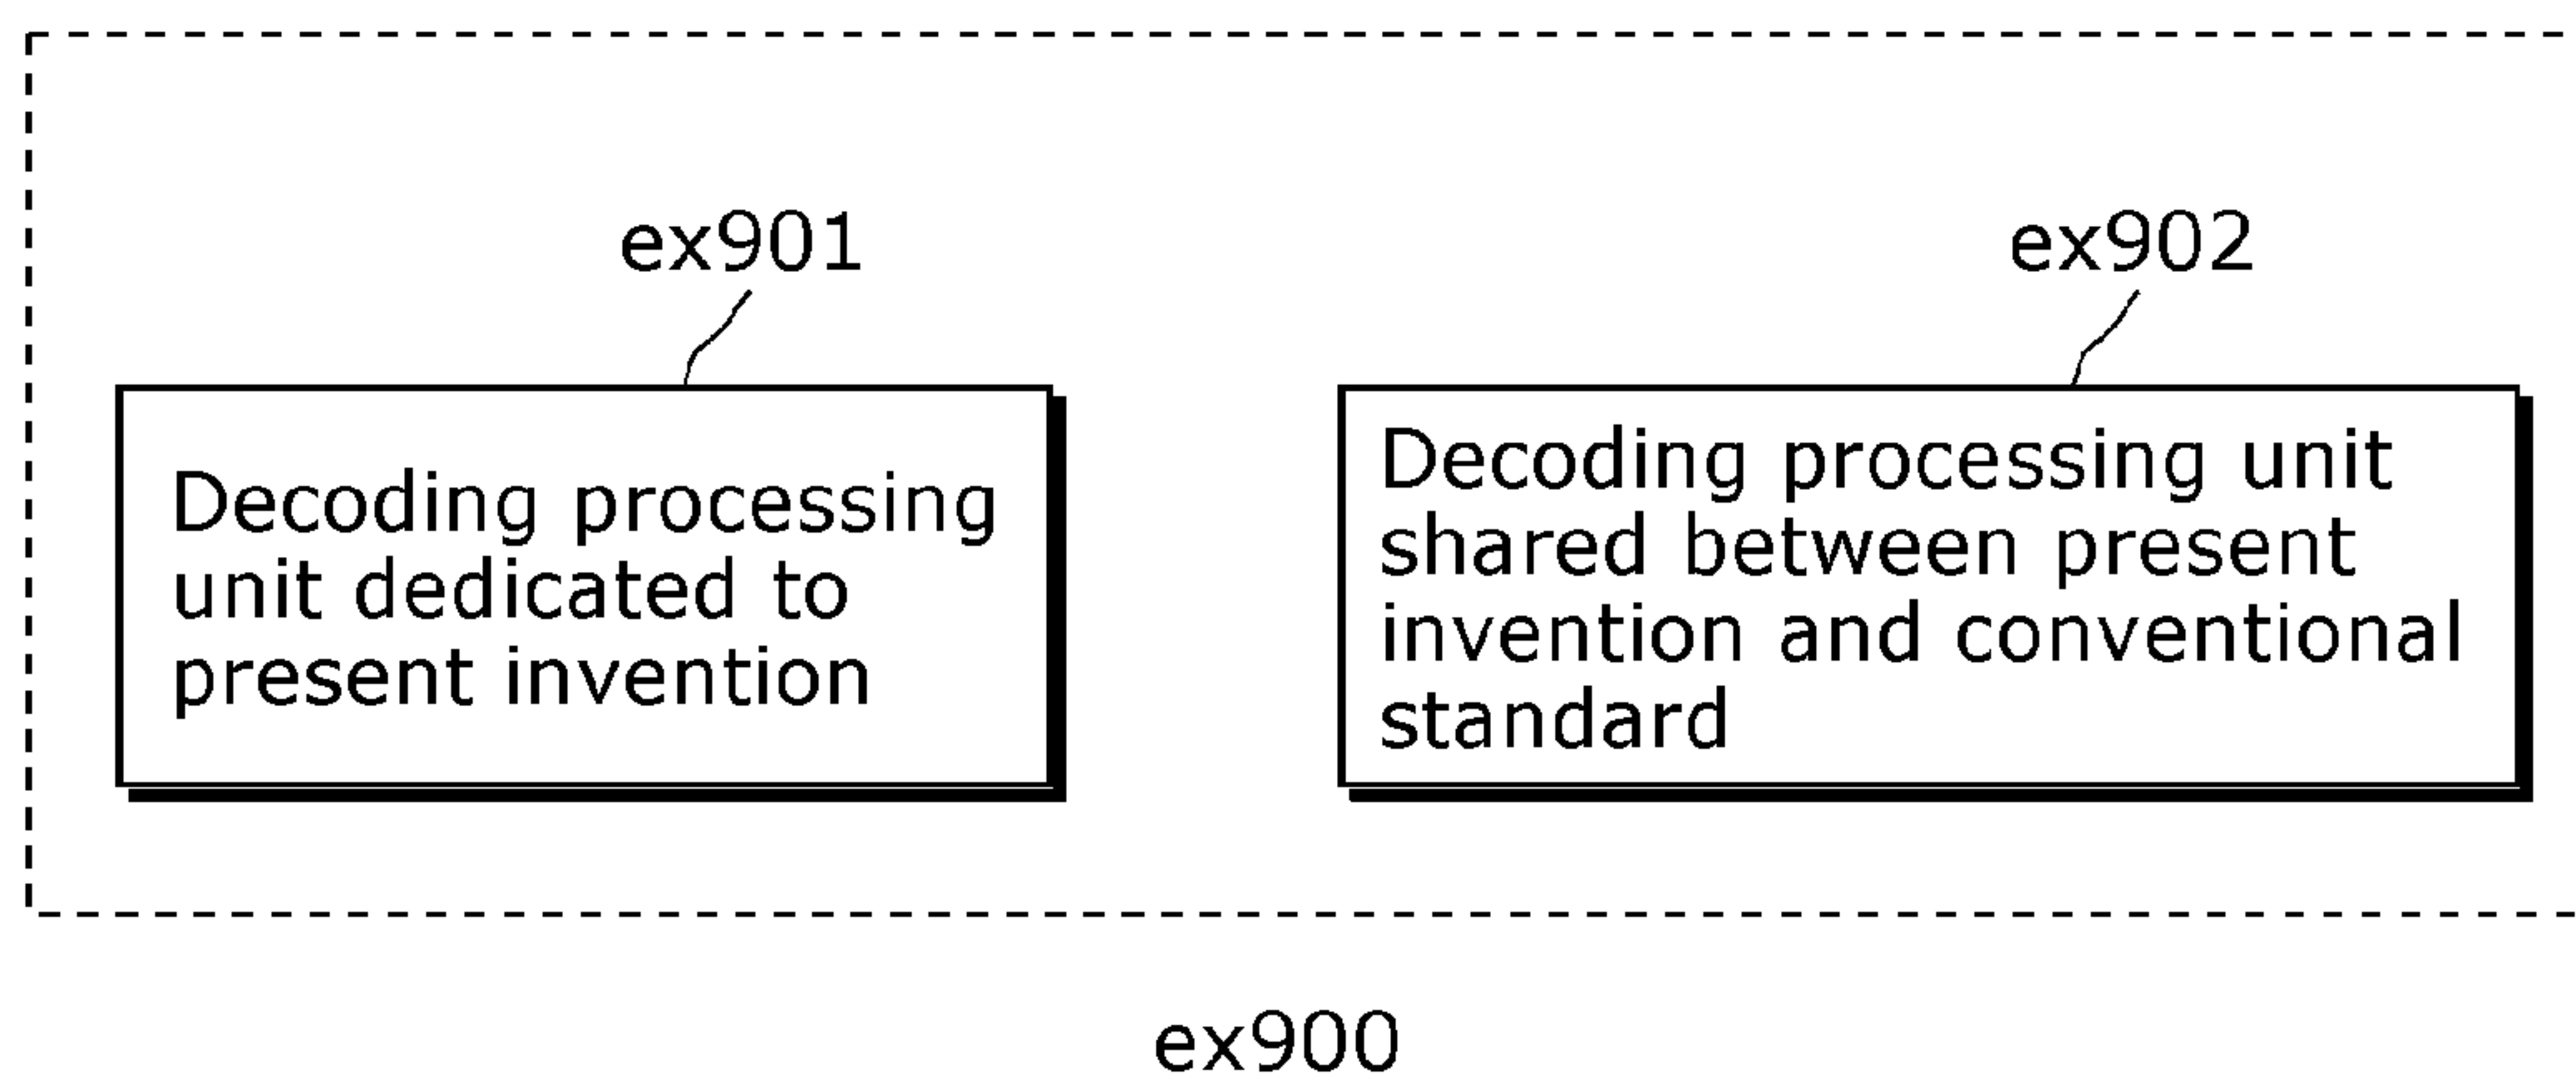 ex901
ex902
Decoding processing
unit dedicated to
present invention
Decoding processing unit
shared between present
invention and conventional
standard
ex900